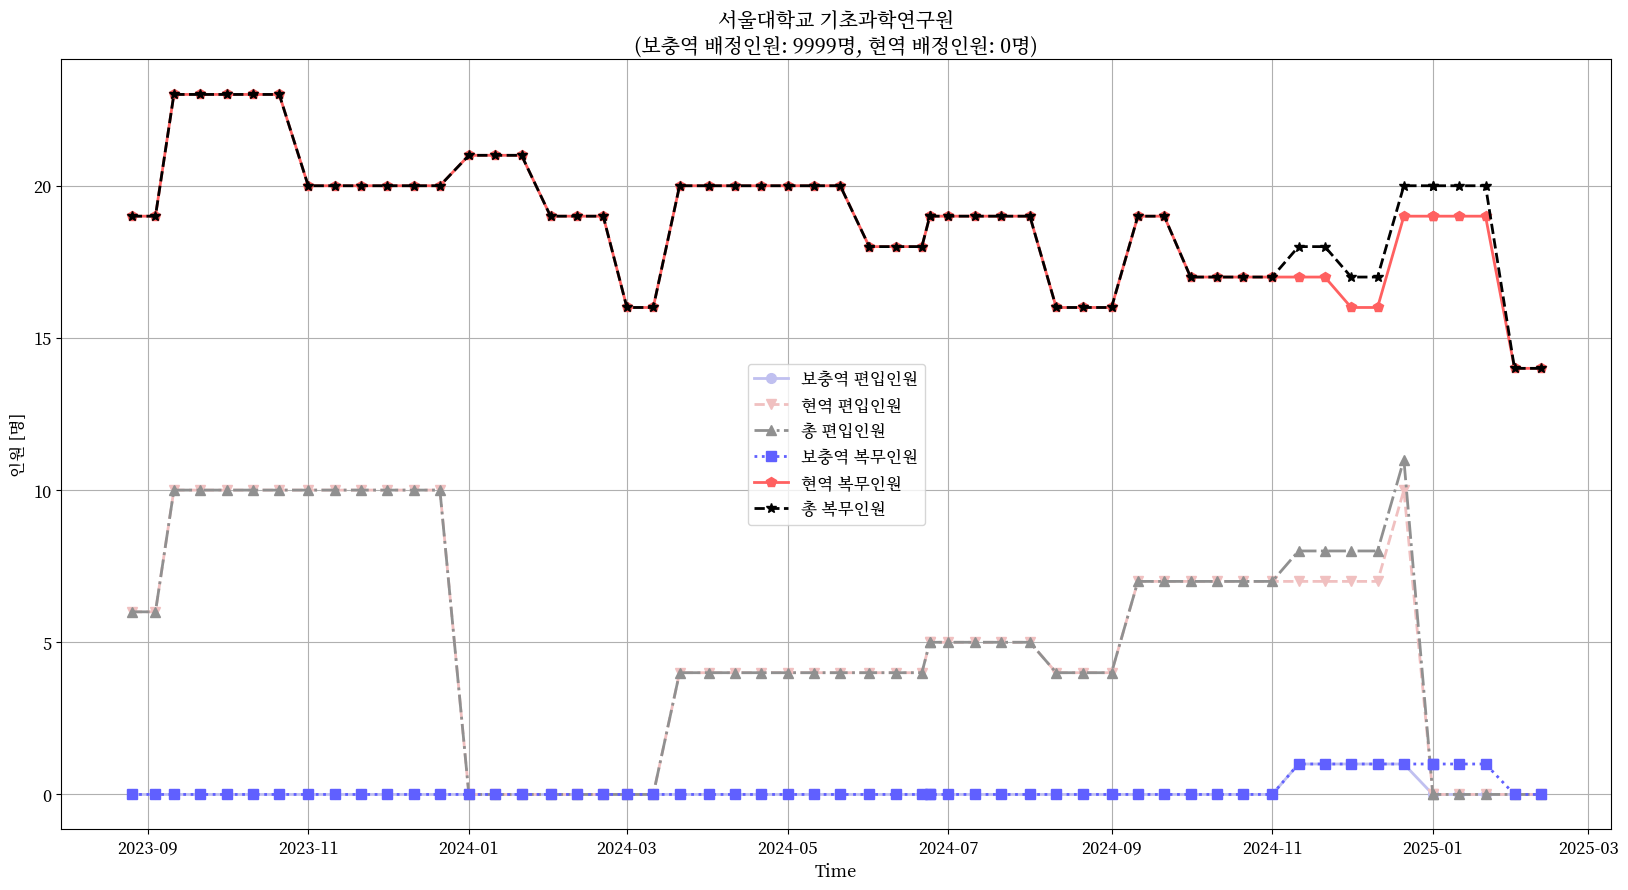 서울대학교 기초과학연구원
(보충역 배정인원: 9999명, 현역 배정인원: 0명)
인원 [명]
20
15
10
5
0
보충역 편입인원
현역 편입인원
총 편입인원
보충역 복무인원
현역 복무인원
총 복무인원
2023-09
2023-11
2024-01
2024-03
2024-05
2024-07
2024-09
2024-11
2025-01
2025-03
Time